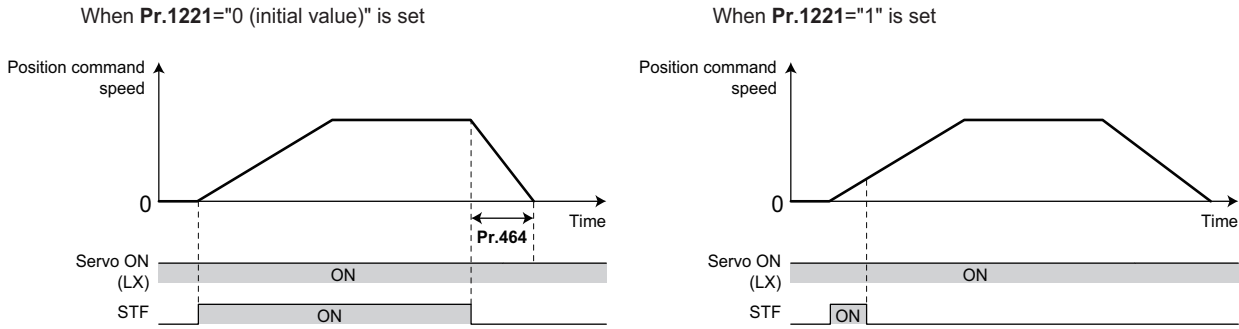 When Pr.1221="0 (initial value)" is set
Position command
speed
0
Time
Pr.464
Servo ON
(LX)
ON
STF
ON
When Pr.1221="1" is set
Position command
speed
0
Time
Servo ON
(LX)
ON
STF
ON